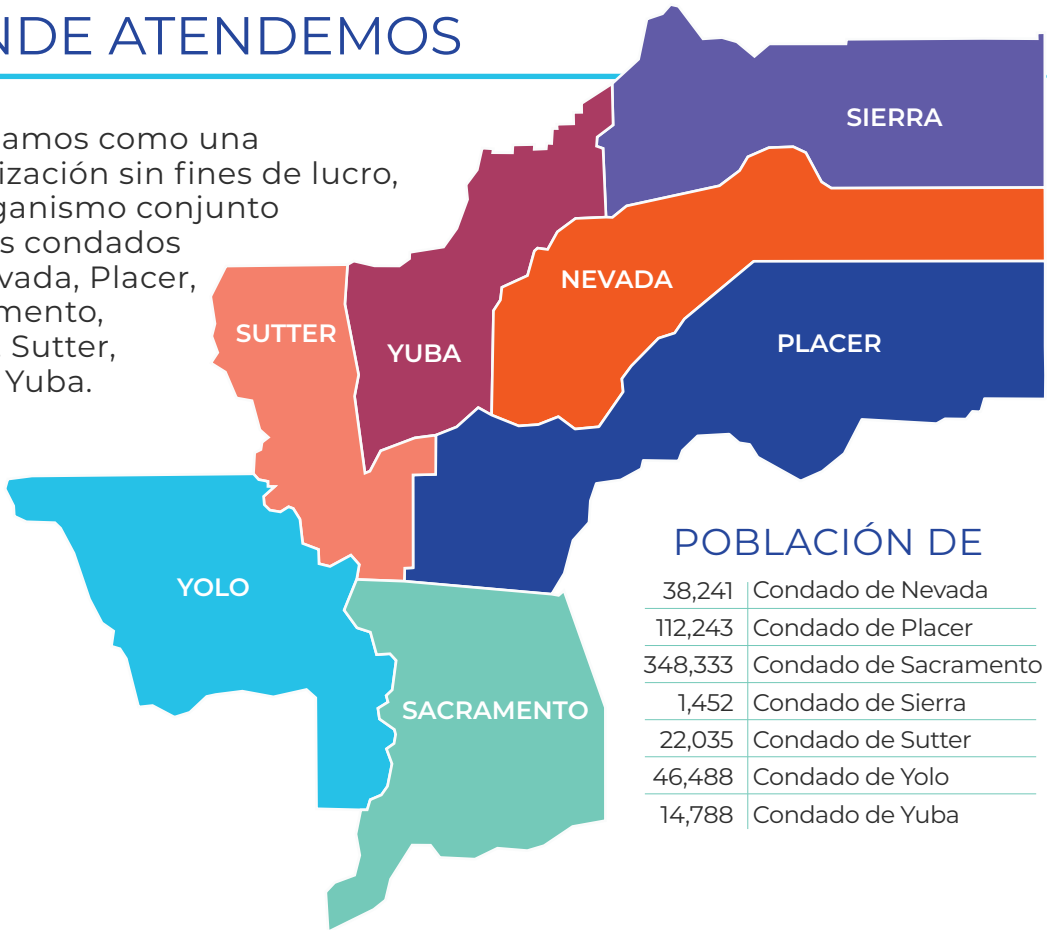 NDE ATENDEMOS
amos como una
ización sin fines de lucro,
ganismo conjunto
s condados
vada, Placer,
mento,
Sutter,
Yuba.
SIERRA
NEVADA
SUTTER
YUBA
PLACER
YOLO
SACRAMENTO
POBLACIÓN DE
38,241 Condado de Nevada
112,243 Condado de Placer
348,333 Condado de Sacramento
1,452 Condado de Sierra
22,035 Condado de Sutter
46,488 Condado de Yolo
14,788 Condado de Yuba